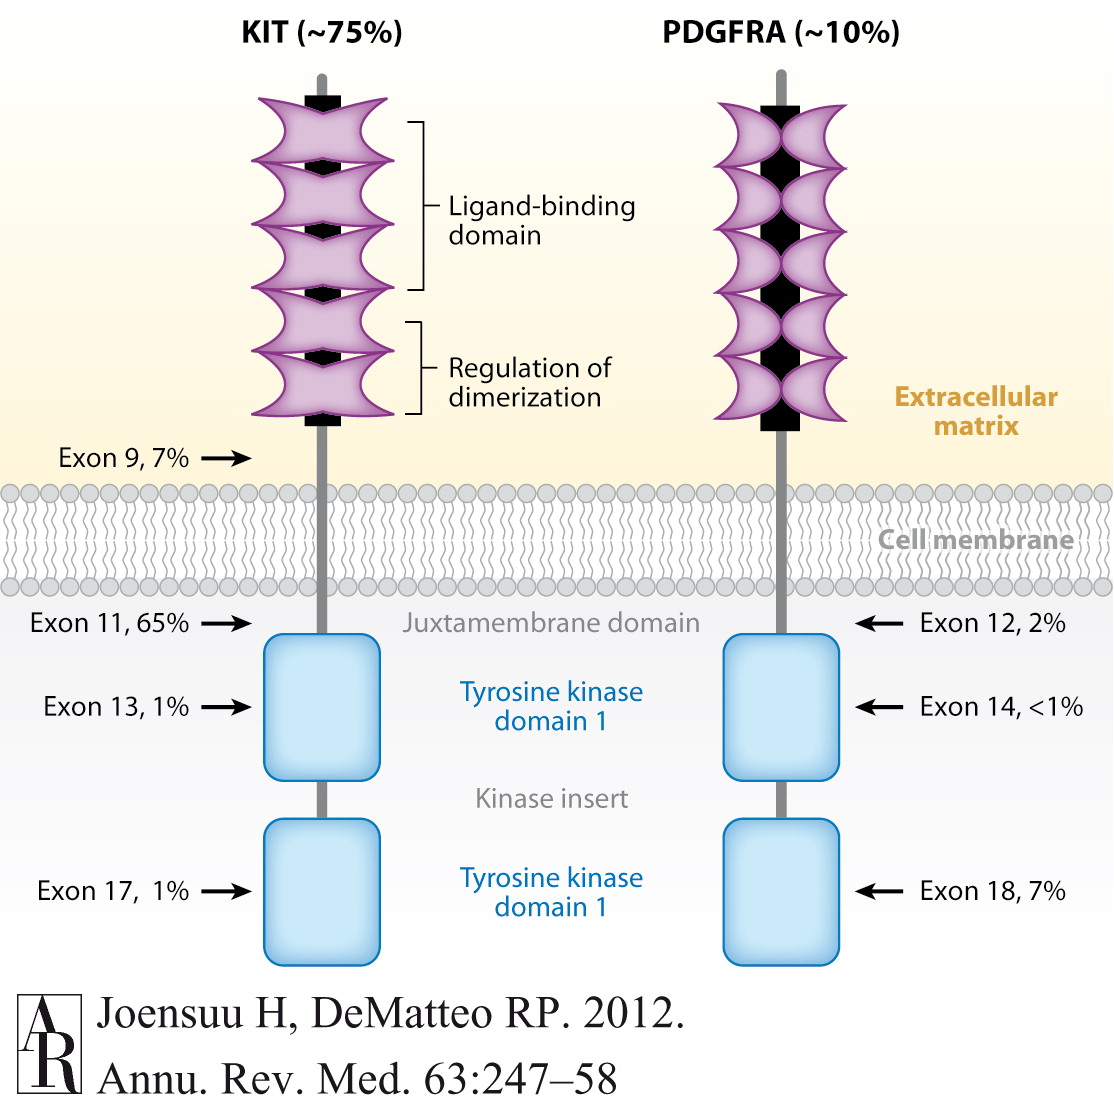 KIT (~75%)
PDGFRA (~10%)
Ligand-binding
domain
Regulation of
dimerization
Extracellular
matrix
Exon 9, 7%
Cell membrane
Exon 11, 65%
Juxtamembrane domain
Exon 12, 2%
Exon 13, 1%
Tyrosine kinase
domain 1
Exon 14, <1%
Kinase insert
Exon 17, 1%
Tyrosine kinase
domain 1
Exon 18, 7%
AR
Joensuu H, DeMatteo RP. 2012.
Annu. Rev. Med. 63:247–58